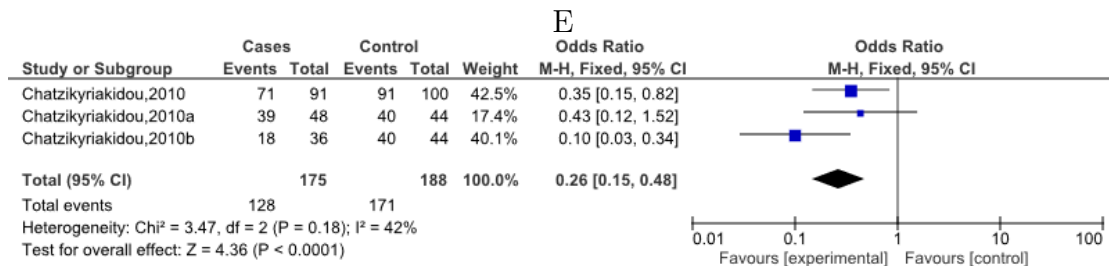 E
Cases Control Odds Ratio Odds Ratio
Study or Subgroup Events Total Events Total Weight M-H, Fixed, 95% CI M-H, Fixed, 95% CI
Chatzikyriakidou,2010 71 91 91 100 42.5% 0.35 [0.15, 0.82]
Chatzikyriakidou,2010a 39 48 40 44 17.4% 0.43 [0.12, 1.52]
Chatzikyriakidou,2010b 18 36 40 44 40.1% 0.10 [0.03, 0.34]
Total (95% CI) 175 188 100.0% 0.26 [0.15, 0.48]
Total events 128 171
Heterogeneity: Chi² = 3.47, df = 2 (P = 0.18); I² = 42%
Test for overall effect: Z = 4.36 (P < 0.0001)
0.01 0.1 1 10 100
Favours [experimental] Favours [control]